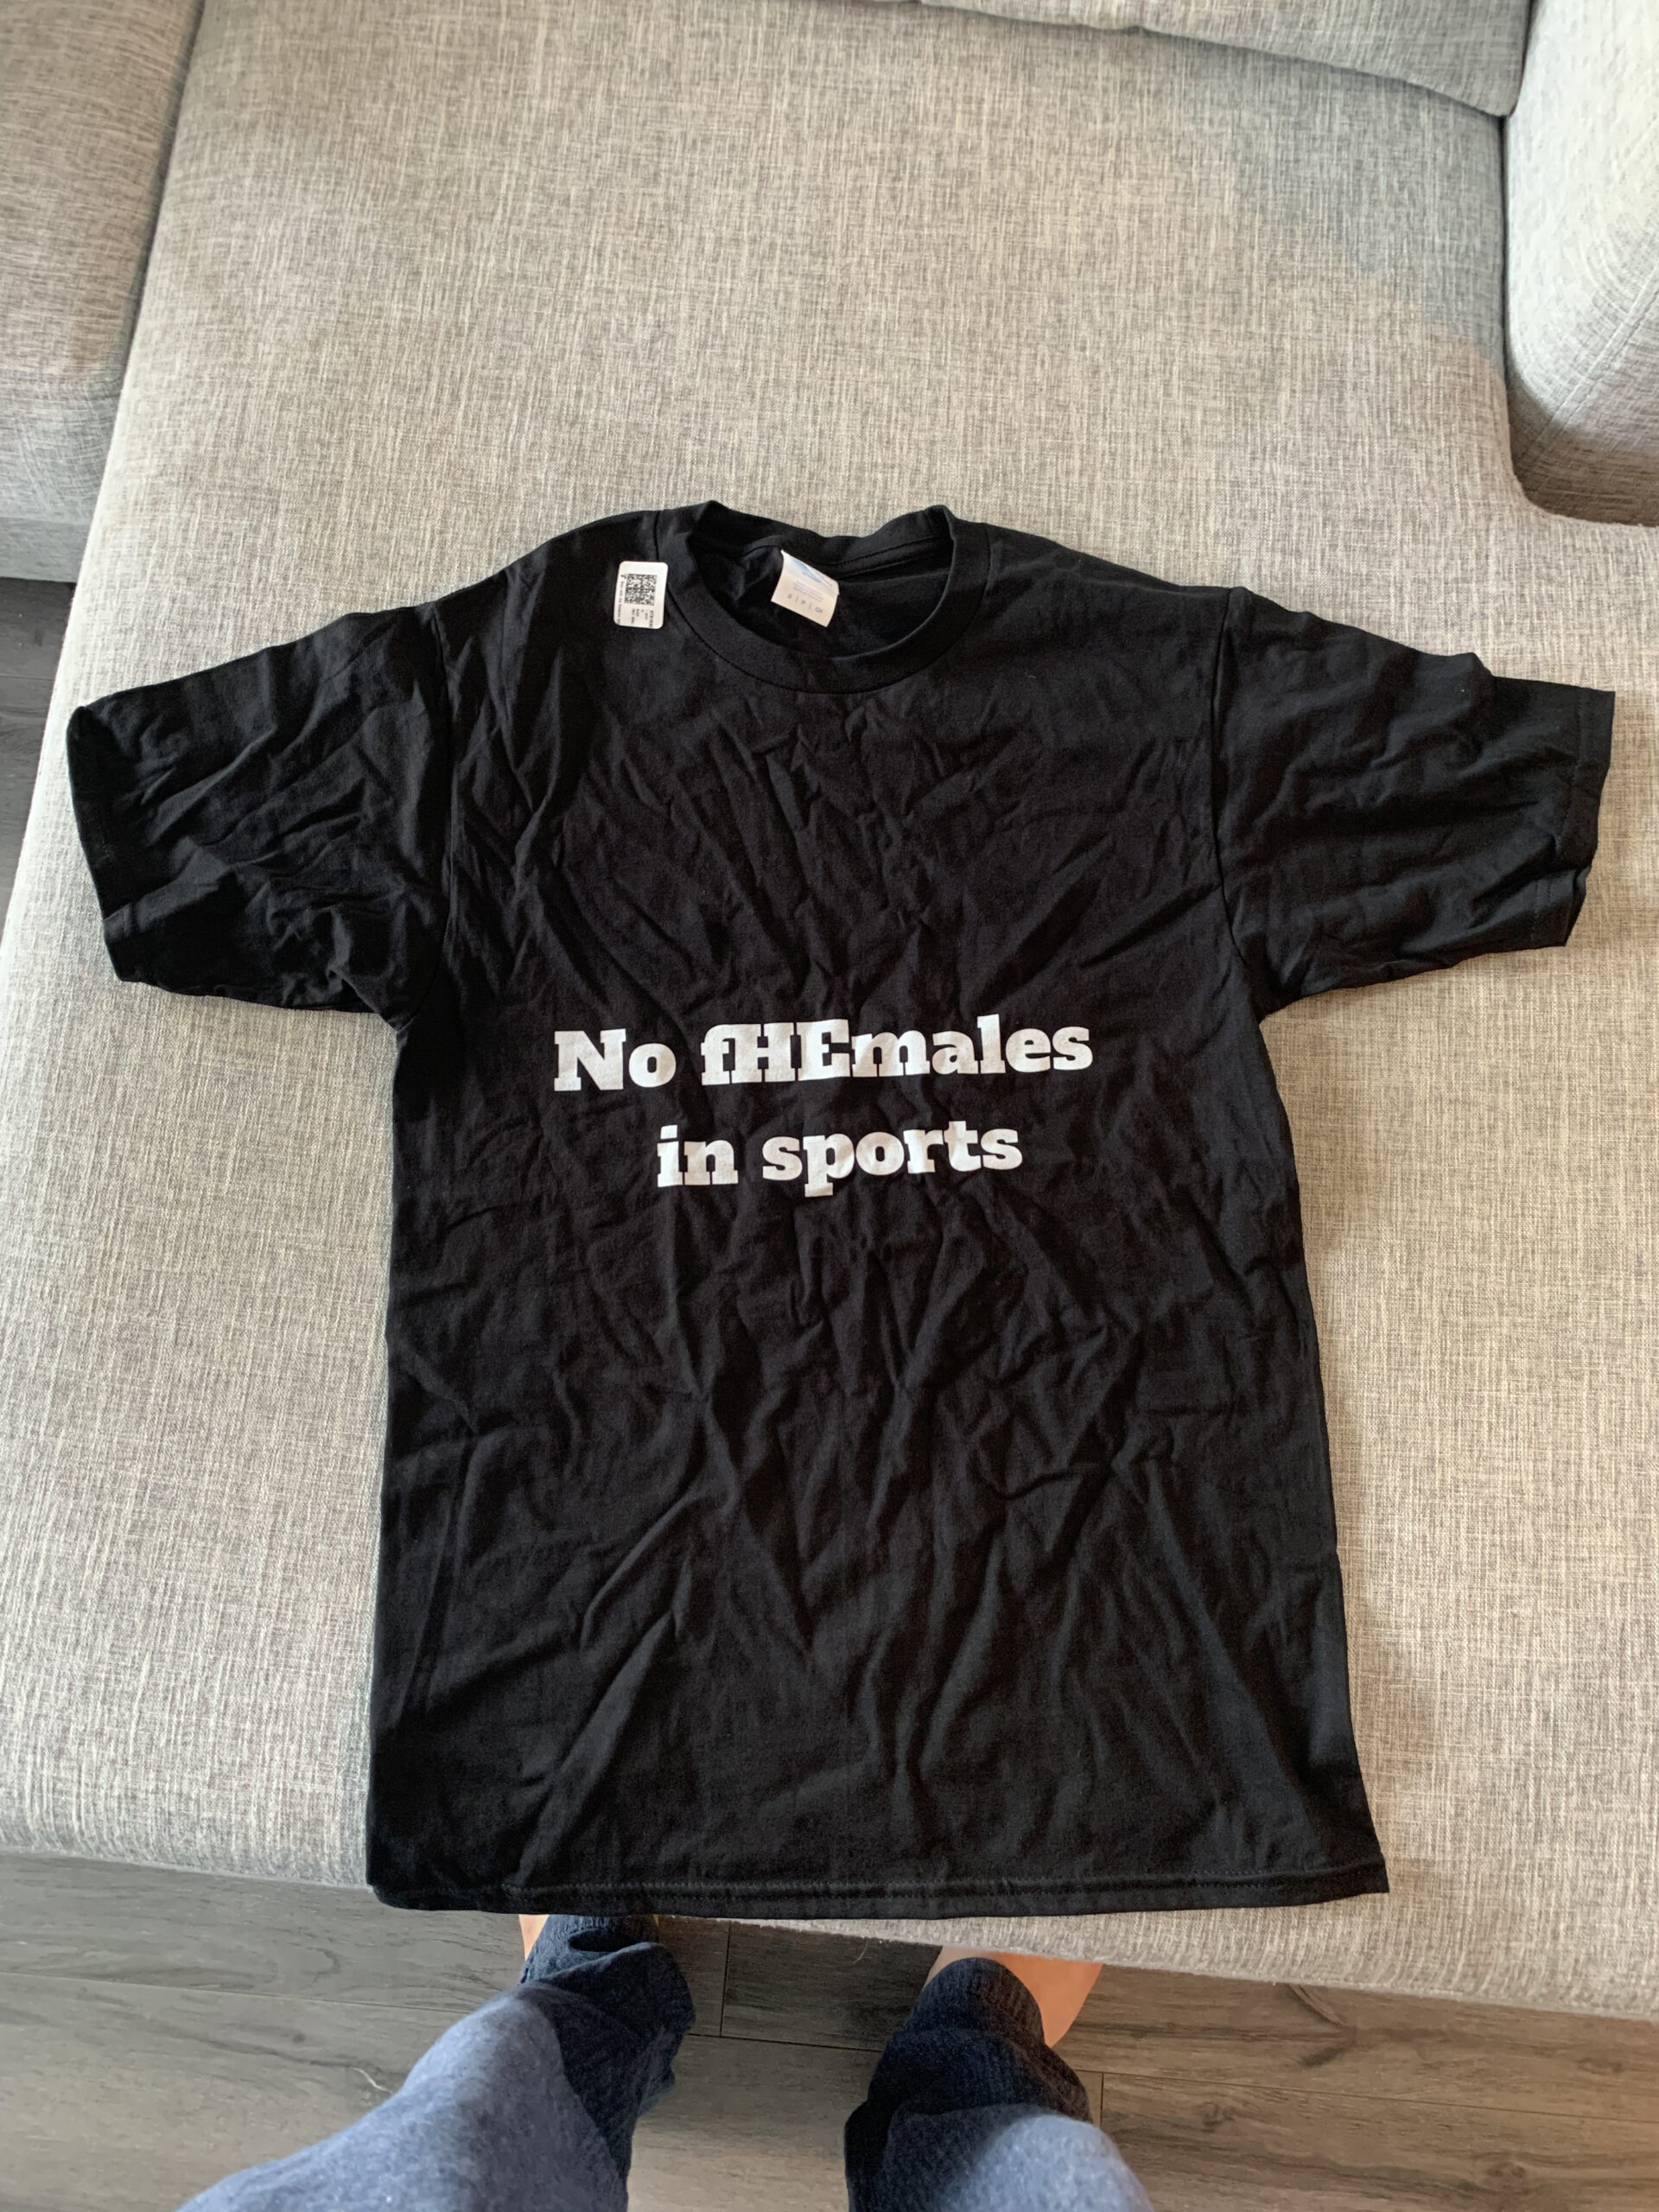 No fHEmales
in sports